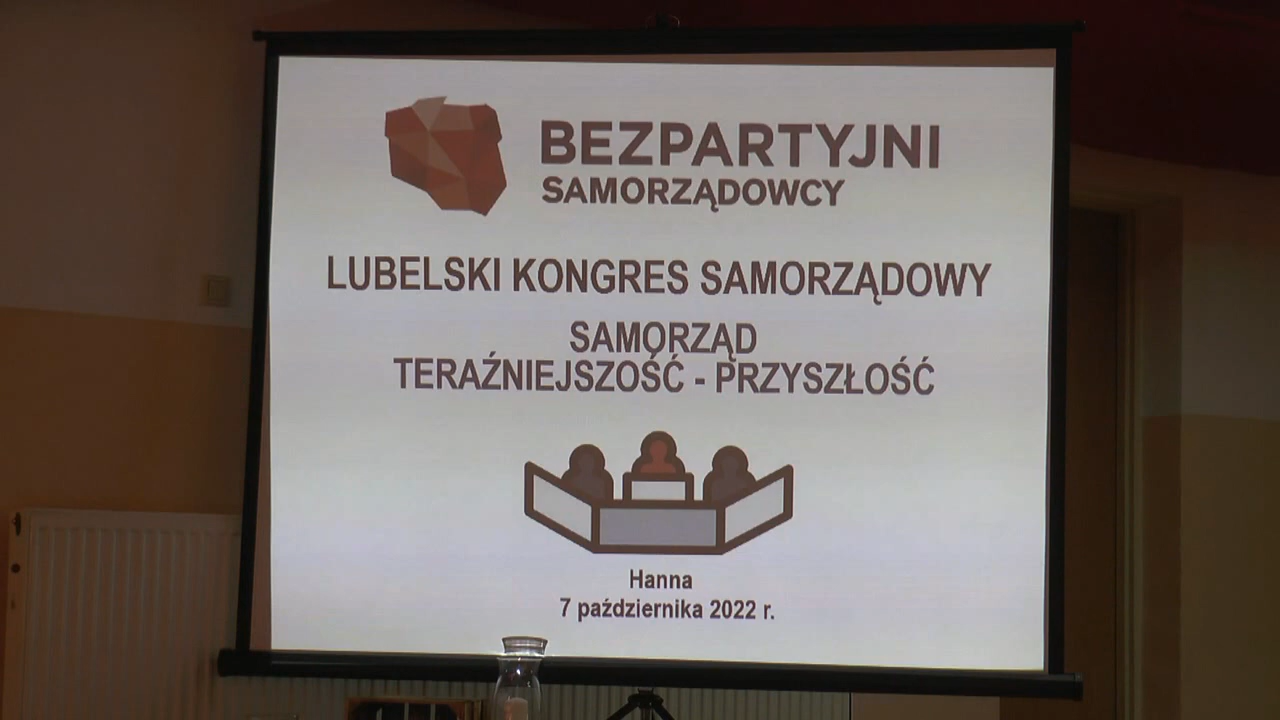 BEZPARTYJNI
SAMORZĄDOWCY
LUBELSKI KONGRES SAMORZĄDOWY
SAMORZĄD
TERAŹNIEJSZOŚĆ - PRZYSZŁOŚĆ
Hanna
7 października 2022 r.